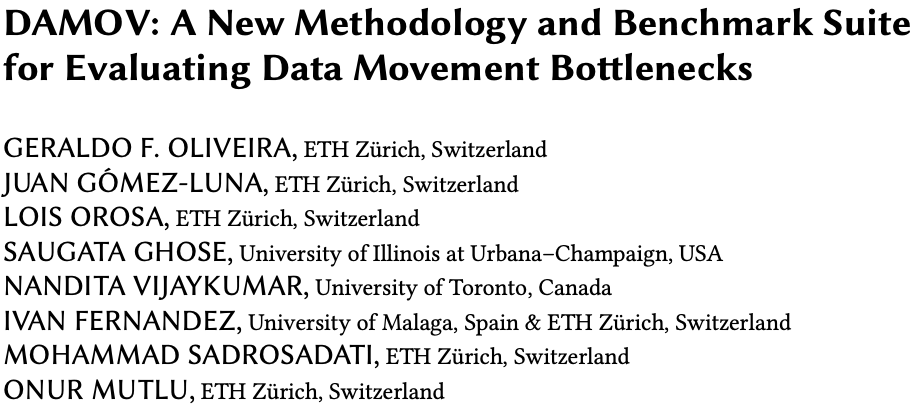 DAMOV: A New Methodology and Benchmark Suite
for Evaluating Data Movement Bottlenecks
GERALDO F. OLIVEIRA, ETH Zürich, Switzerland
JUAN GÓMEZ-LUNA, ETH Zürich, Switzerland
LOIS OROSA, ETH Zürich, Switzerland
SAUGATA GHOSE, University of Illinois at Urbana–Champaign, USA
NANDITA VIJAYKUMAR, University of Toronto, Canada
IVAN FERNANDEZ, University of Malaga, Spain & ETH Zürich, Switzerland
MOHAMMAD SADROSADATI, ETH Zürich, Switzerland
ONUR MUTLU, ETH Zürich, Switzerland